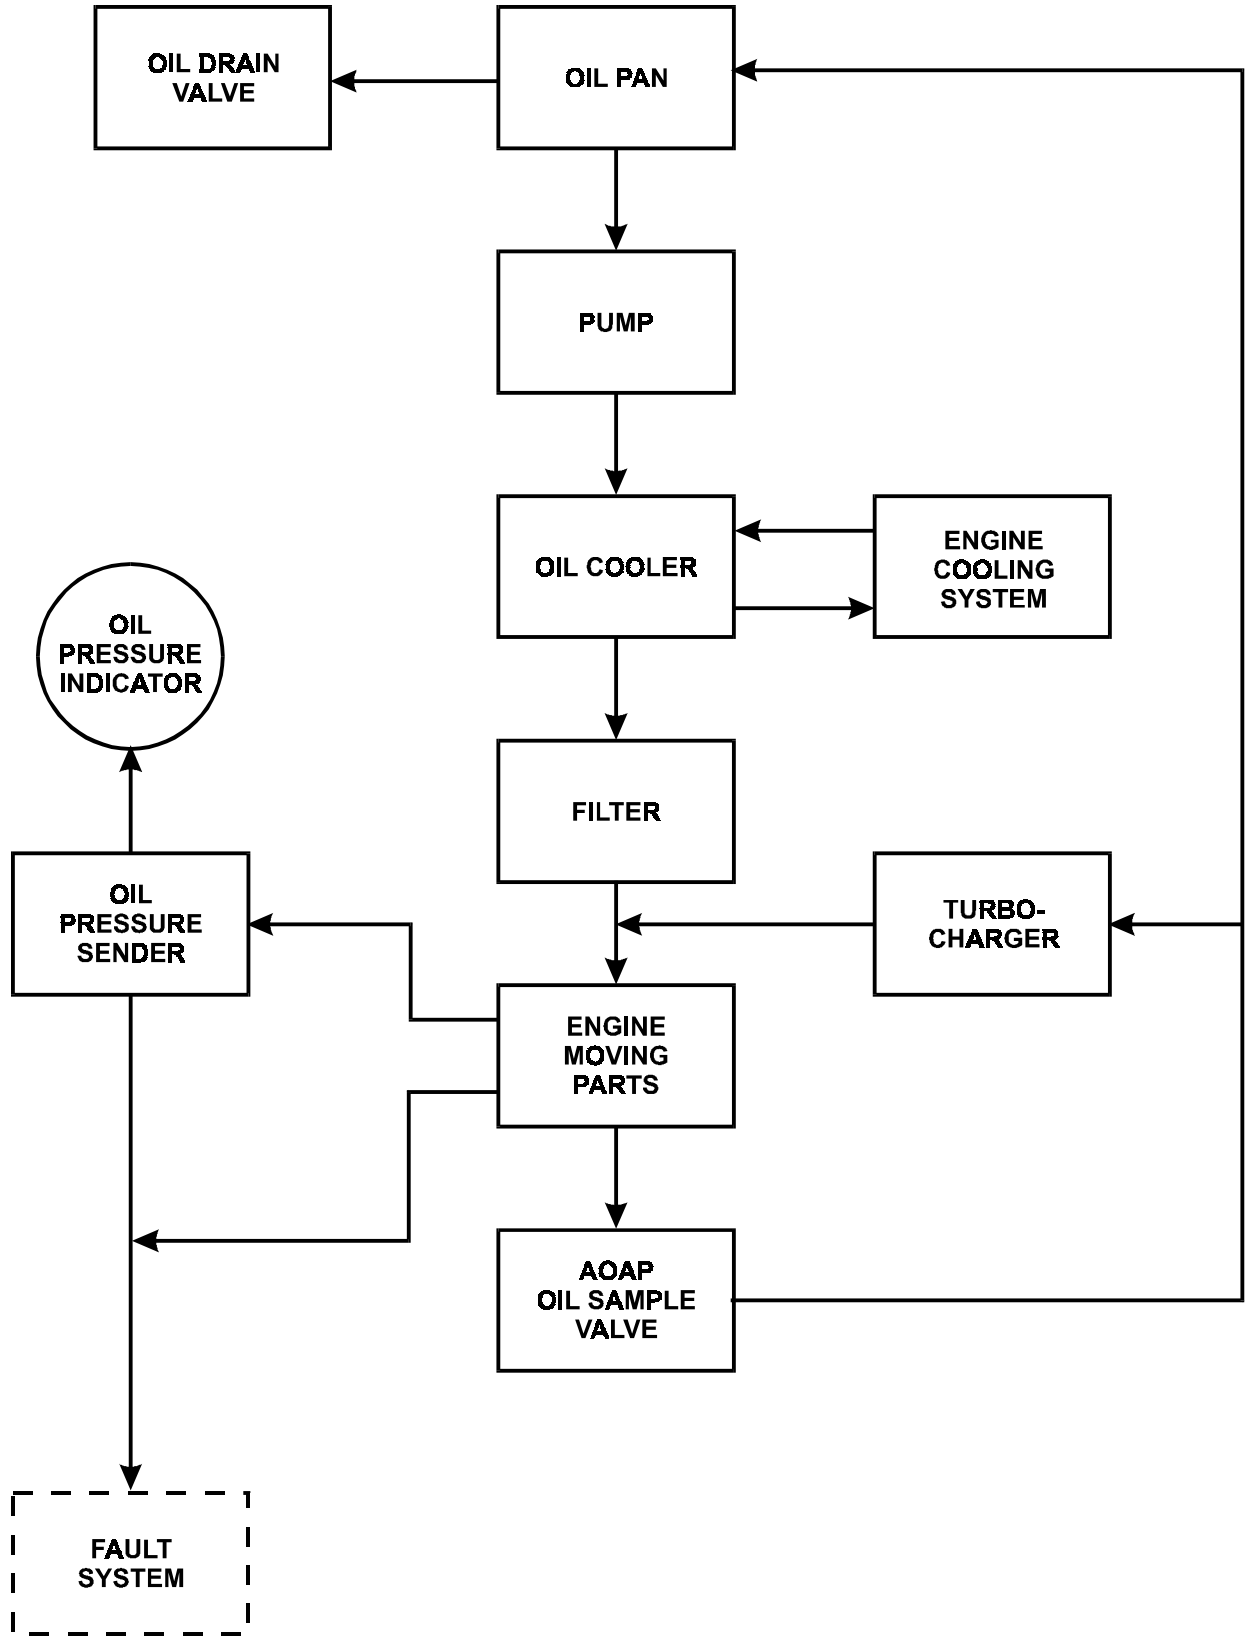 OIL DRAIN
VALVE
OIL PAN
PUMP
OIL COOLER
ENGINE
COOLING
SYSTEM
OIL
PRESSURE
INDICATOR
FILTER
OIL
PRESSURE
SENDER
TURBO-
CHARGER
ENGINE
MOVING
PARTS
AOAP
OIL SAMPLE
VALVE
FAULT
SYSTEM